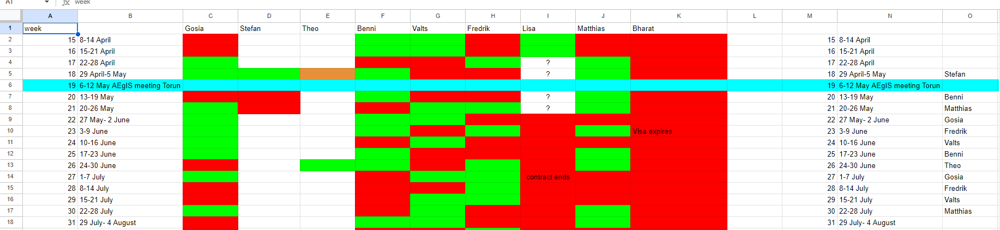 A1 fx week
A B C D E F G H I J K L M N O
1 week Gosia Stefan Theo Benni Valts Fredrik Lisa Matthias Bharat
2 15 8-14 April 15 8-14 April
3 16 15-21 April 16 15-21 April
4 17 22-28 April ? 17 22-28 April
5 18 29 April-5 May ? 18 29 April-5 May Stefan
6 19 6-12 May AEgIS meeting Torun 19 6-12 May AEgIS meeting Torun
7 20 13-19 May ? 20 13-19 May Benni
8 21 20-26 May ? 21 20-26 May Matthias
9 22 27 May- 2 June 22 27 May- 2 June Gosia
10 23 3-9 June Visa expires 23 3-9 June Fredrik
11 24 10-16 June 24 10-16 June Valts
12 25 17-23 June 25 17-23 June Benni
13 26 24-30 June 26 24-30 June Theo
14 27 1-7 July contract ends 27 1-7 July Gosia
15 28 8-14 July 28 8-14 July Fredrik
16 29 15-21 July 29 15-21 July Valts
17 30 22-28 July 30 22-28 July Matthias
18 31 29 July- 4 August 31 29 July- 4 August